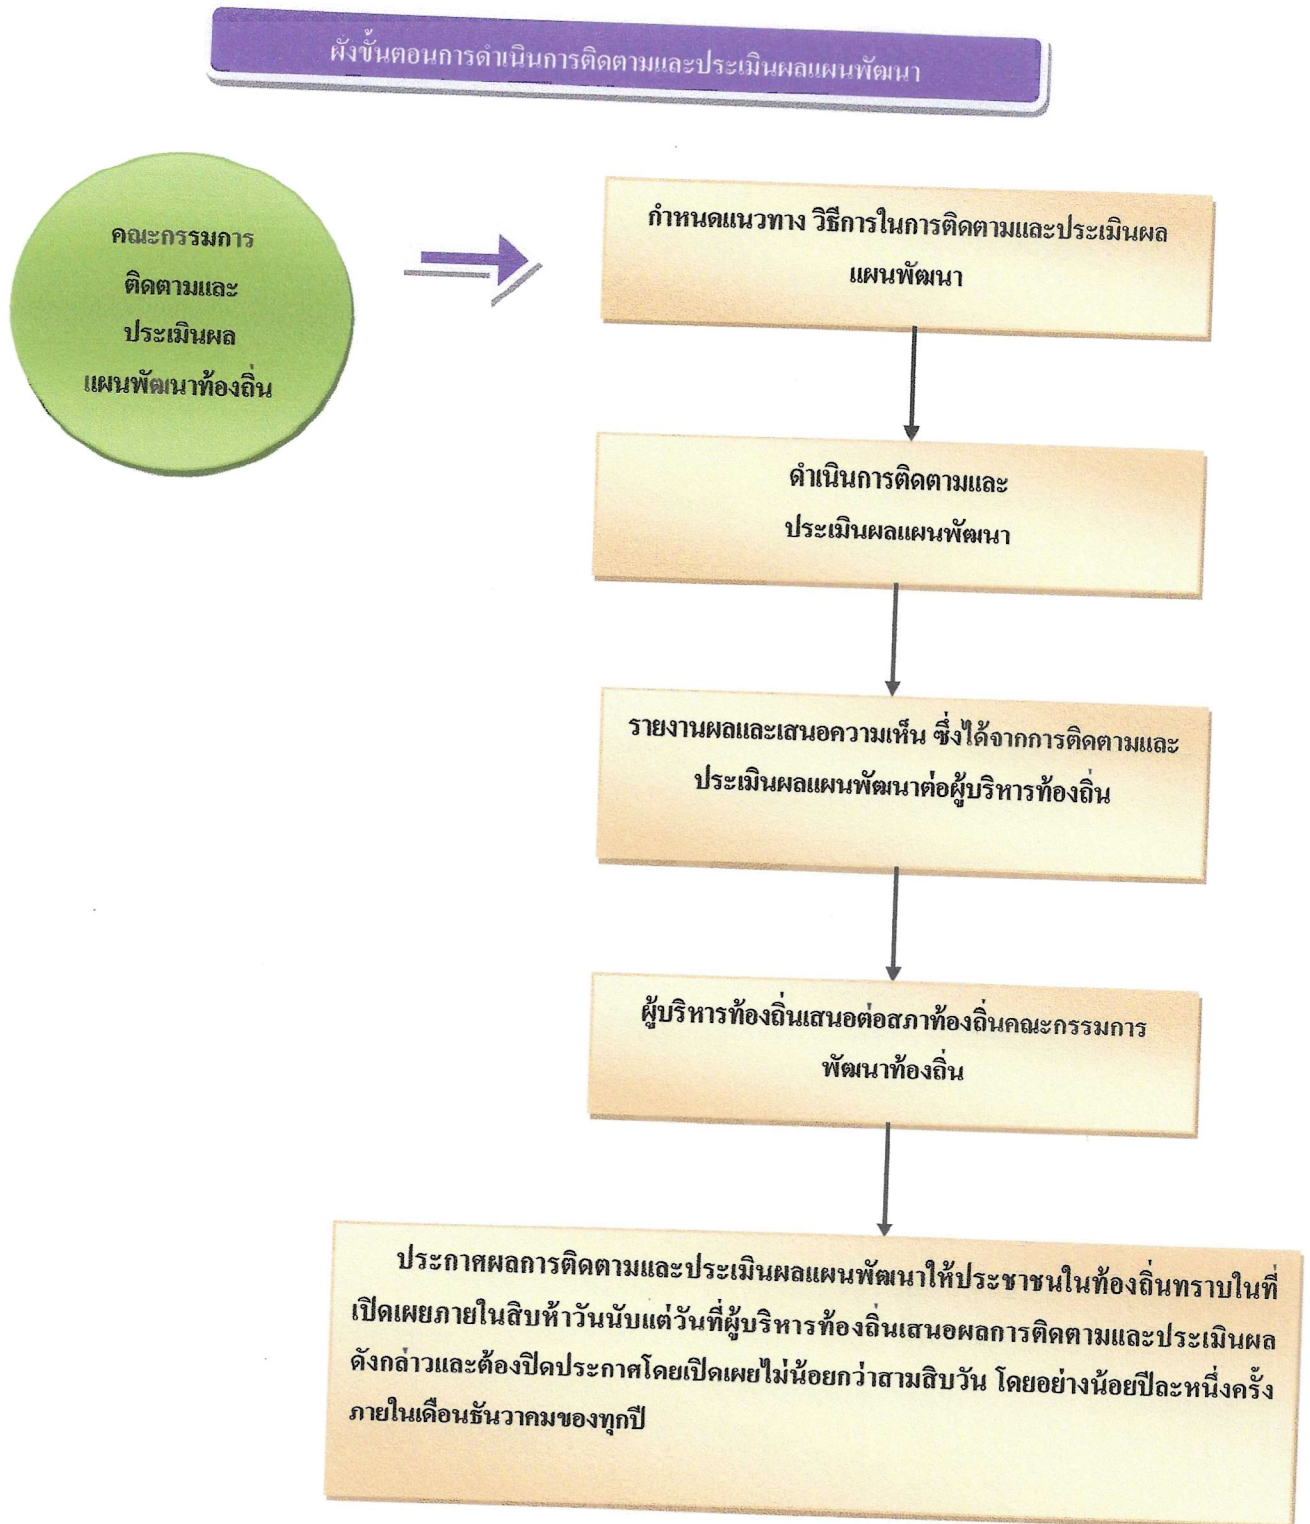 ผังขั้นตอนการดำเนินการติดตามและประเมินผลแผนพัฒนา
คณะกรรมการ
ติดตามและ
ประเมินผล
แผนพัฒนาท้องถิ่น
กำหนดแนวทาง วิธีการในการติดตามและประเมินผล
แผนพัฒนา
ดำเนินการติดตามและ
ประเมินผลแผนพัฒนา
รายงานผลและเสนอความเห็น ซึ่งได้จากการติดตามและ
ประเมินผลแผนพัฒนาต่อผู้บริหารท้องถิ่น
ผู้บริหารท้องถิ่นเสนอต่อสภาท้องถิ่นคณะกรรมการ
พัฒนาท้องถิ่น
ประกาศผลการติดตามและประเมินผลแผนพัฒนาให้ประชาชนในท้องถิ่นทราบในที่
เปิดเผยภายในสิบห้าวันนับแต่วันที่ผู้บริหารท้องถิ่นเสนอผลการติดตามและประเมินผล
ดังกล่าวและต้องปิดประกาศโดยเปิดเผยไม่น้อยกว่าสามสิบวัน โดยอย่างน้อยปีละหนึ่งครั้ง
ภายในเดือนธันวาคมของทุกปี